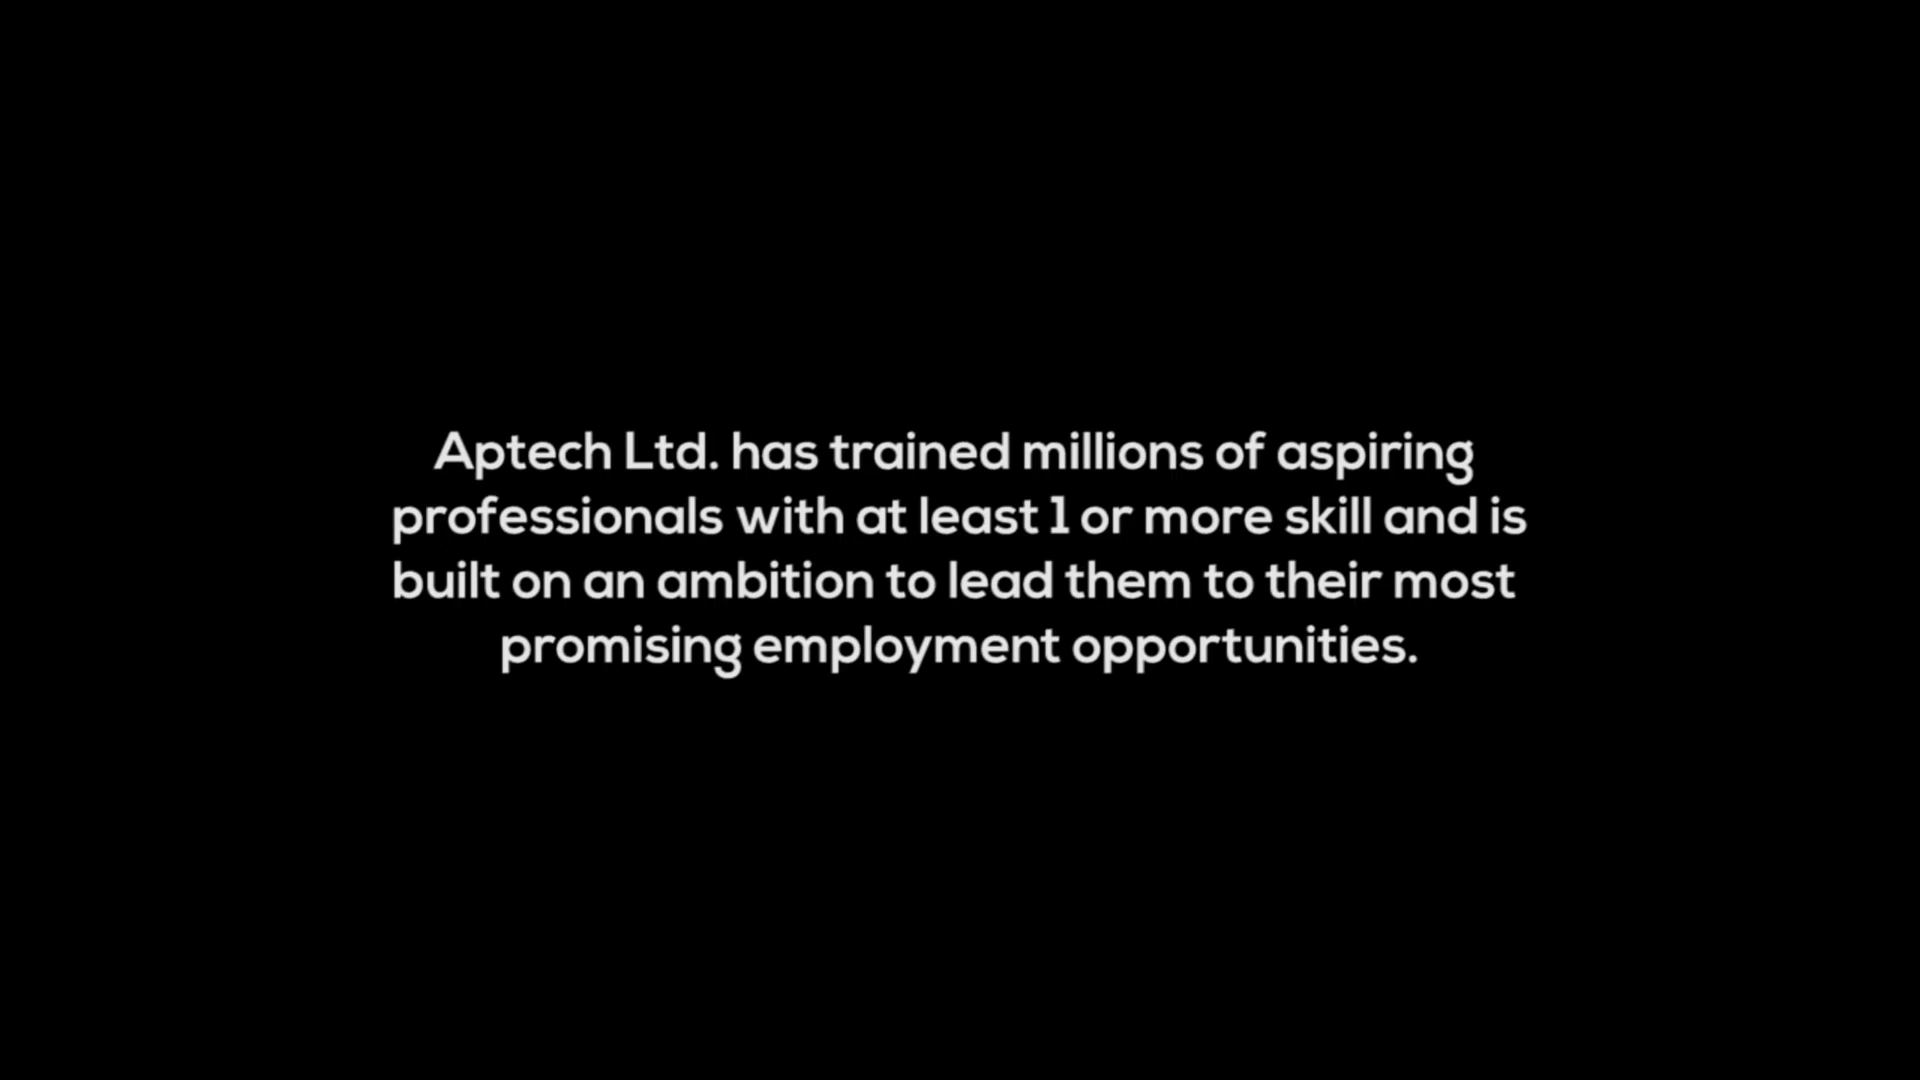 Aptech Ltd. has trained millions of aspiring
professionals with at least 1 or more skill and is
built on an ambition to lead them to their most
promising employment opportunities.